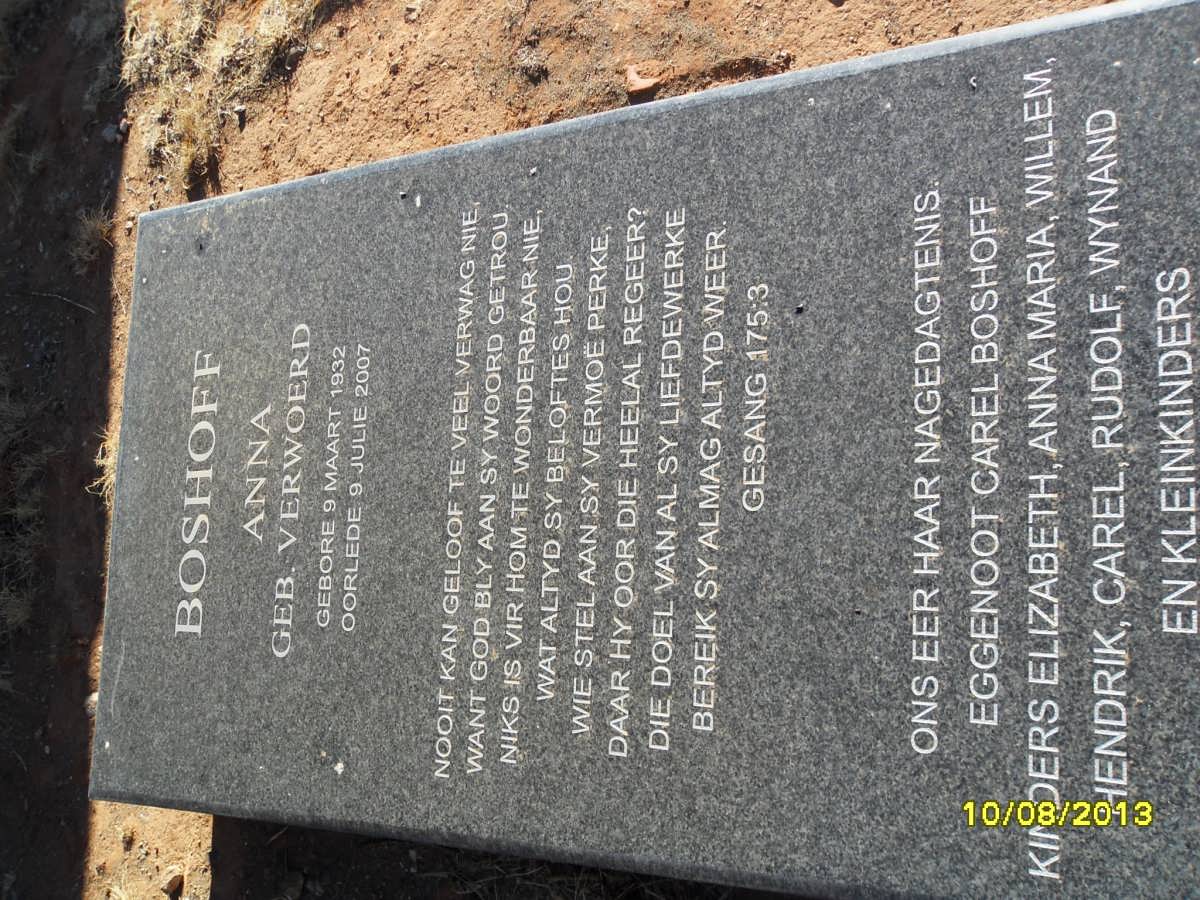 BOSHOFF
ANNA
GEB. VERWOERD
GEBORE 9 MAART 1932
OORLEDE 9 JULIE 2007
NOOIT KAN GELOOF TE VEEL VERWAG NIE,
WANT GOD BLY AAN SY WOORD GETROU.
NIKS IS VIR HOM TE WONDERBAAR NIE,
WAT ALTYD SY BELOFTES HOU
WIE STEL AAN SY VERMOË PERKE,
DAAR HY OOR DIE HEELAL REGEER?
DIE DOEL VAN AL SY LIEFDEWERKE
BEREIK SY ALMAG ALTYD WEER.
GESANG 175:3
ONS EER HAAR NAGEDAGTENIS.
EGGENOOT CAREL BOSHOFF
KINDERS ELIZABETH, ANNA MARIA, WILLEM,
HENDRIK, CAREL, RUDOLF, WYNAND
EN KLEINKINDERS
10/08/2013